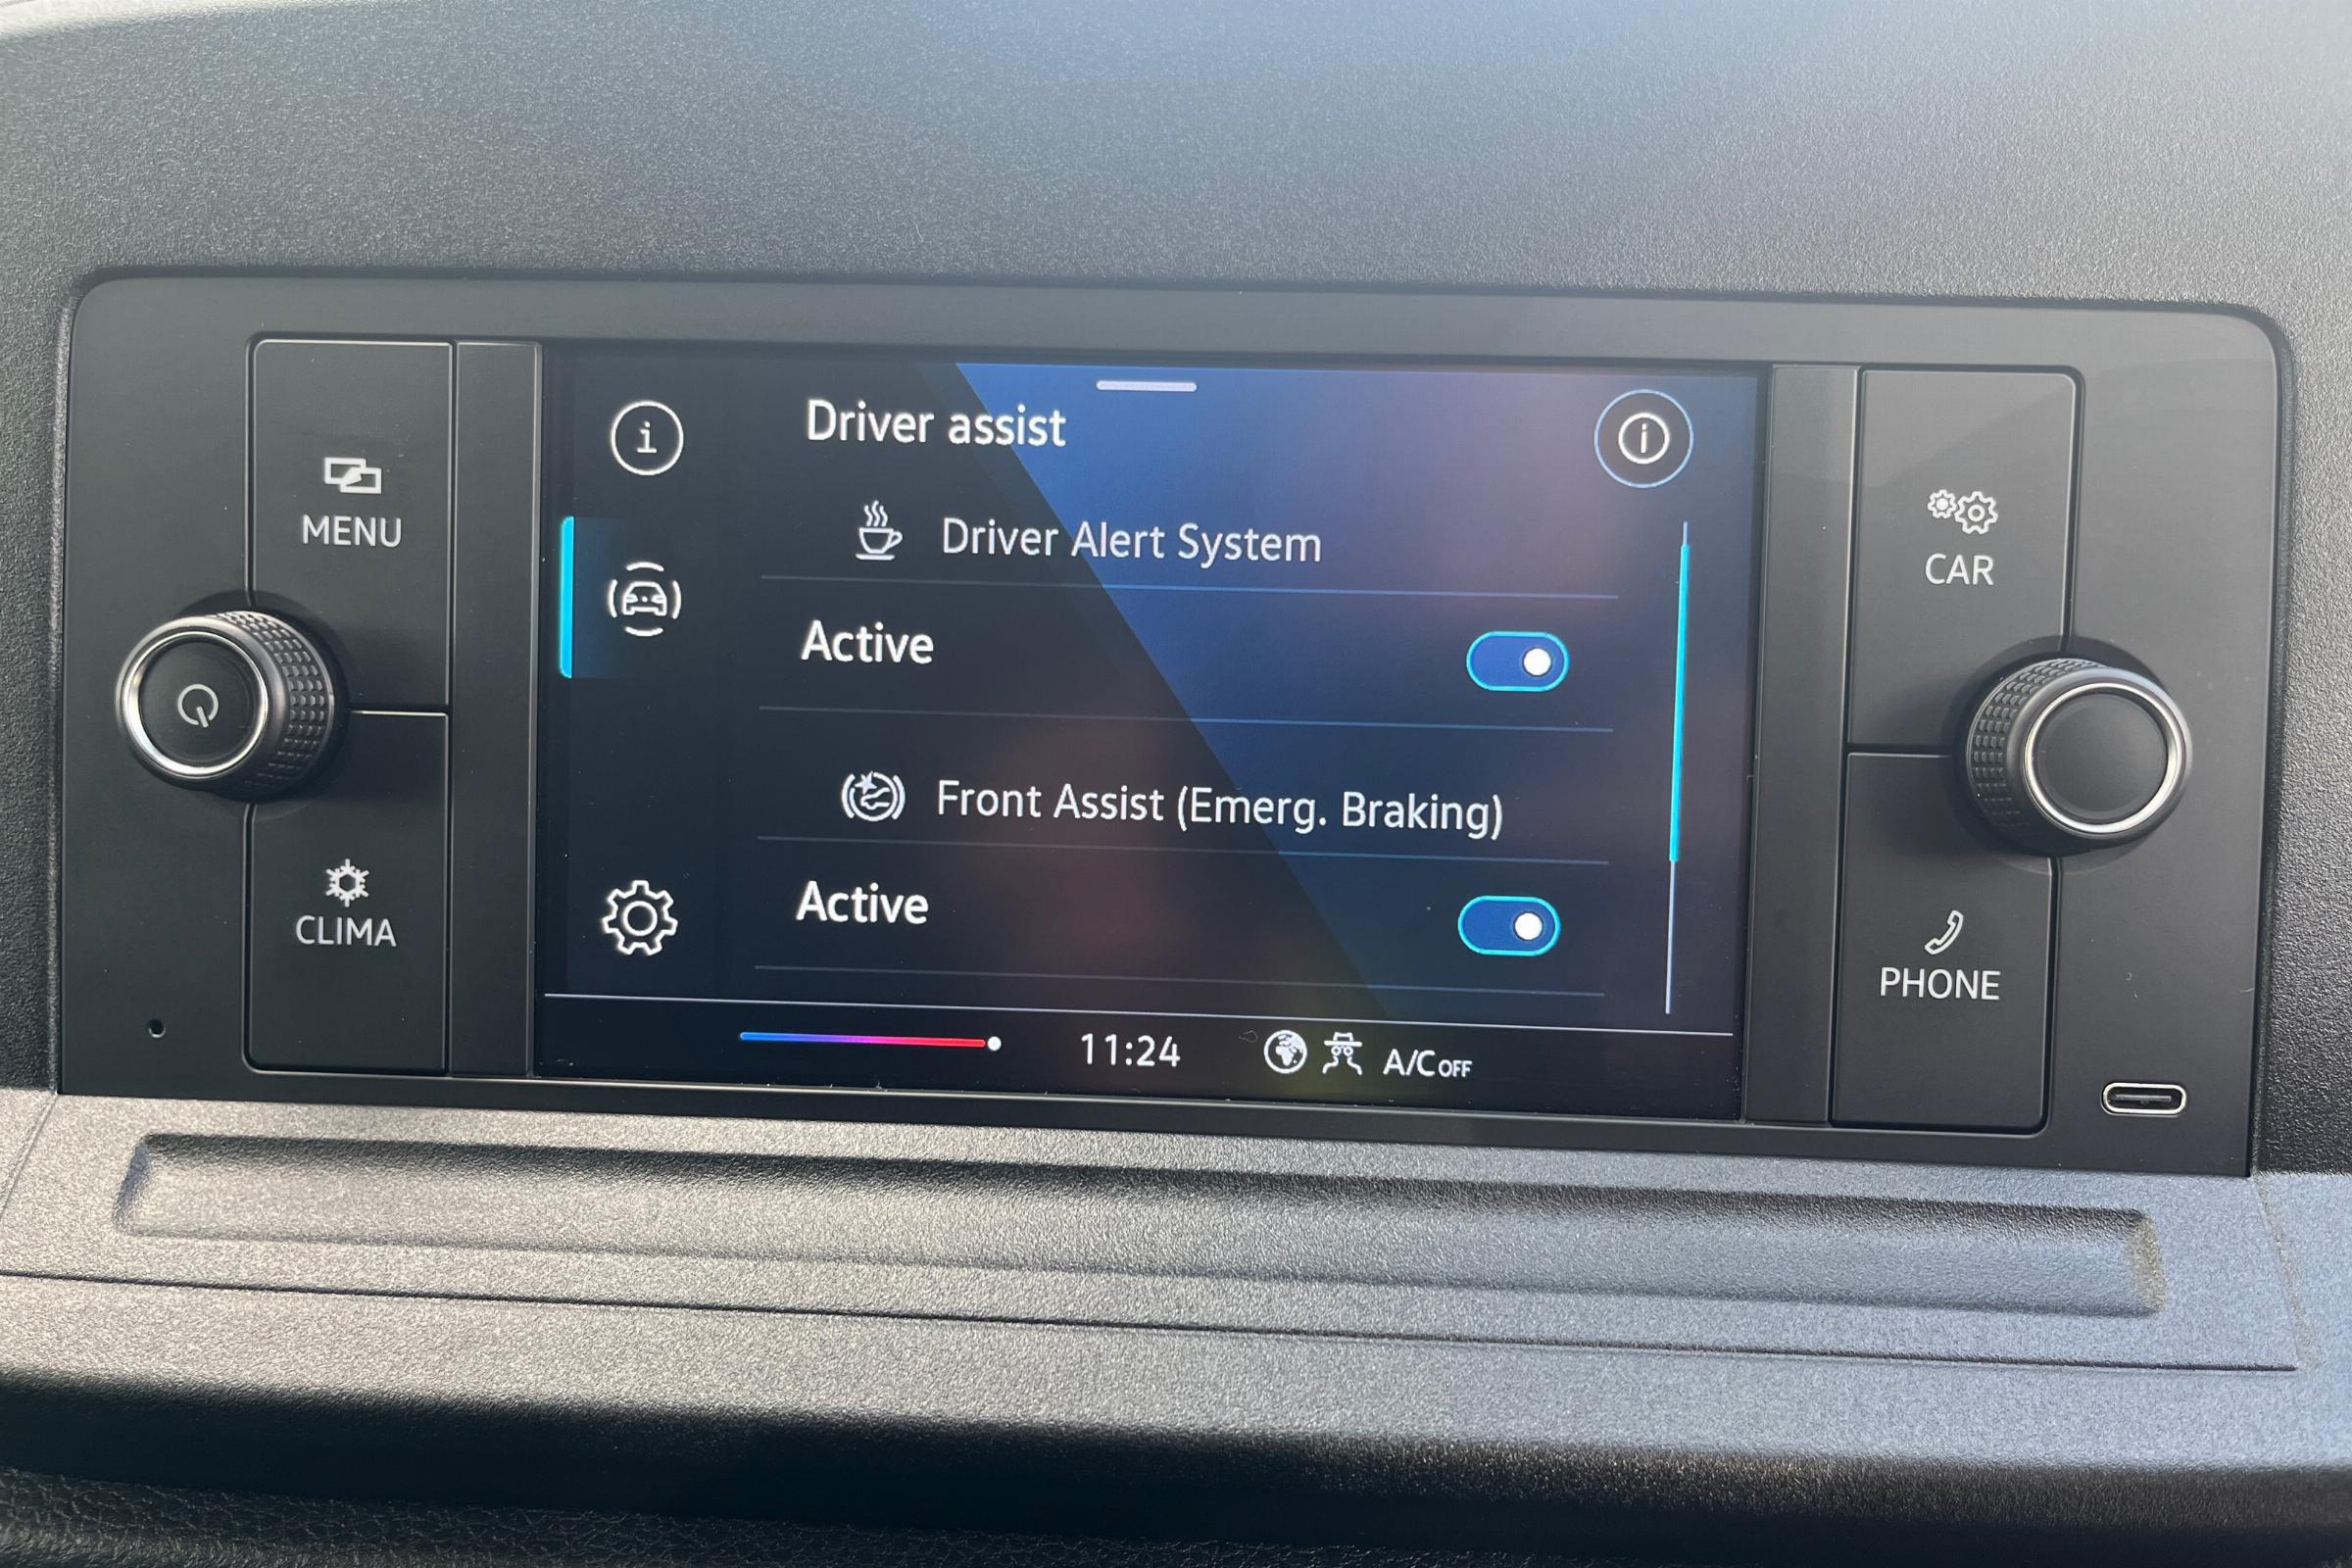 MENU
CLIMA
Driver assist
Driver Alert System
Active
Front Assist (Emerg. Braking)
Active
11:24
A/C OFF
CAR
PHONE